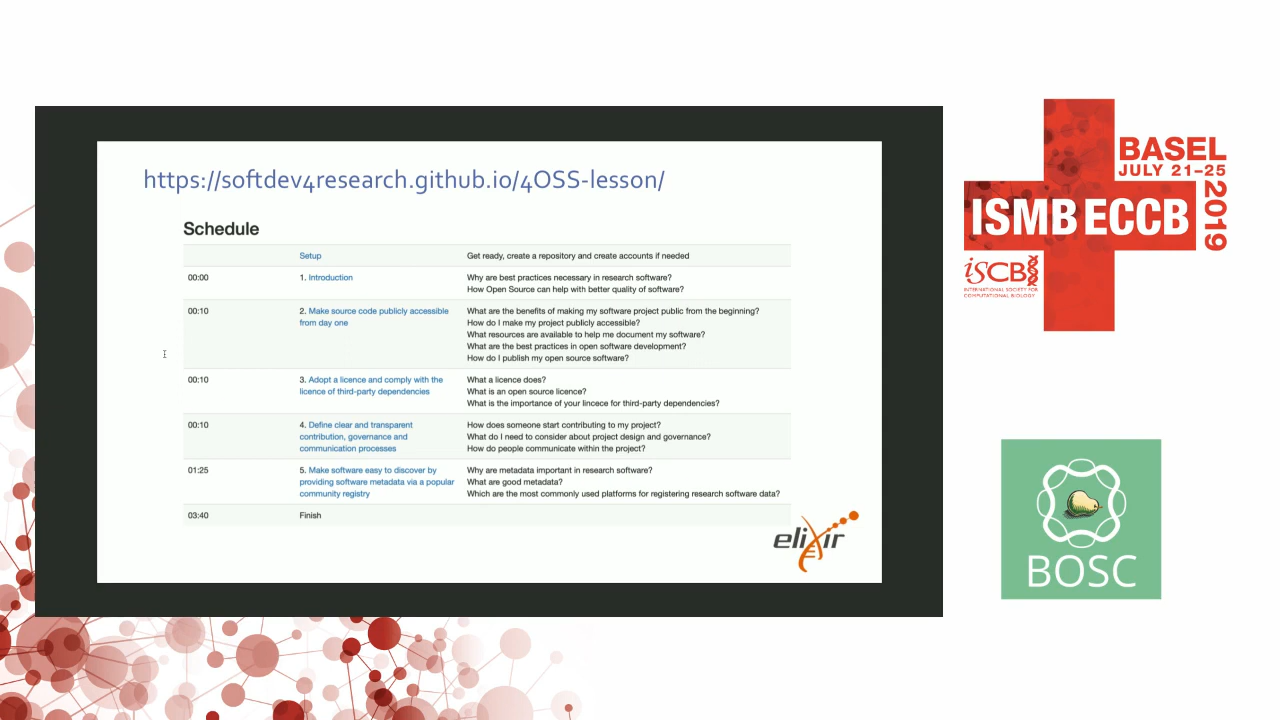 https://softdev4research.github.io/4OSS-lesson/
Schedule
Setup
Get ready, create a repository and create accounts if needed
00:00
1. Introduction
Why are best practices necessary in research software?
How Open Source can help with better quality of software?
00:10
2. Make source code publicly accessible
from day one
What are the benefits of making my software project public from the beginning?
How do I make my project publicly accessible?
What resources are available to help me document my software?
What are the best practices in open software development?
How do I publish my open source software?
00:10
3. Adopt a licence and comply with the
licence of third-party dependencies
What a licence does?
What is an open source licence?
What is the importance of your lincece for third-party dependencies?
00:10
4. Define clear and transparent
contribution, governance and
communication processes
How does someone start contributing to my project?
What do I need to consider about project design and governance?
How do people communicate within the project?
01:25
5. Make software easy to discover by
providing software metadata via a popular
community registry
Why are metadata important in research software?
What are good metadata?
Which are the most commonly used platforms for registering research software data?
03:40
Finish
elixir
BASEL
JULY 21–25
2019
ISMB ECCB
ISCB
INTERNATIONAL SOCIETY FOR
COMPUTATIONAL BIOLOGY
BOSC